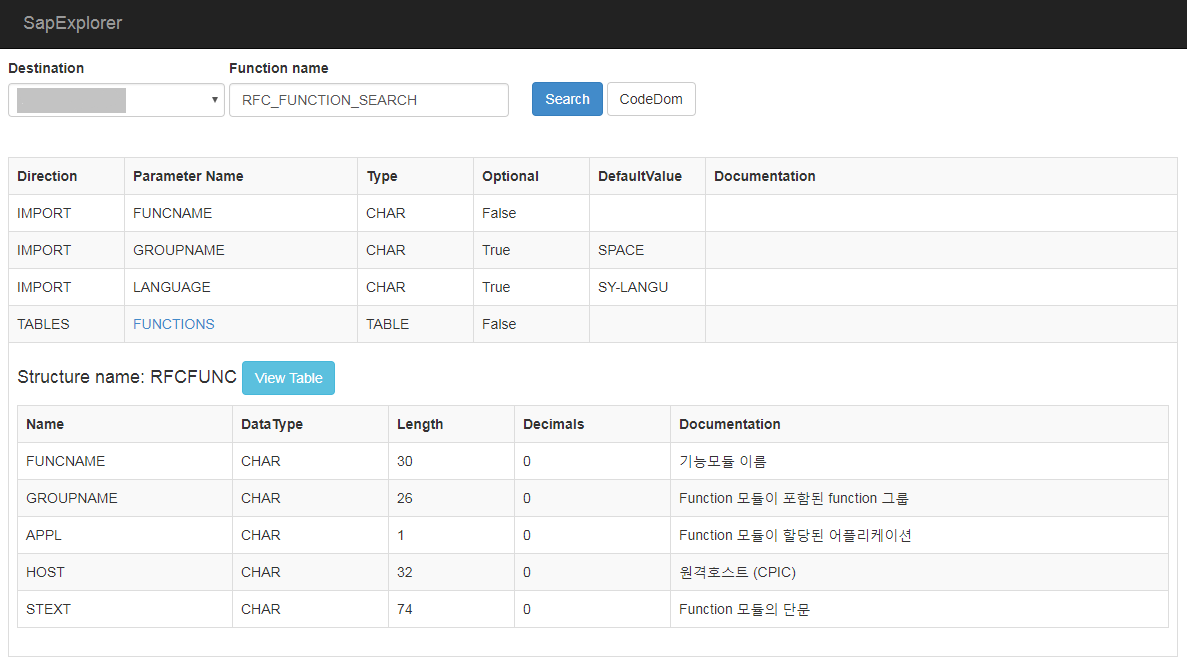 SapExplorer
Destination Function name
RFC_FUNCTION_SEARCH Search CodeDom
Direction Parameter Name Type Optional DefaultValue Documentation
IMPORT FUNCNAME CHAR False
IMPORT GROUPNAME CHAR True SPACE
IMPORT LANGUAGE CHAR True SY-LANGU
TABLES FUNCTIONS TABLE False
Structure name: RFCFUNC View Table
Name DataType Length Decimals Documentation
FUNCNAME CHAR 30 0 기능모듈 이름
GROUPNAME CHAR 26 0 Function 모듈이 포함된 function 그룹
APPL CHAR 1 0 Function 모듈이 할당된 어플리케이션
HOST CHAR 32 0 원격호스트 (CPIC)
STEXT CHAR 74 0 Function 모듈의 단문